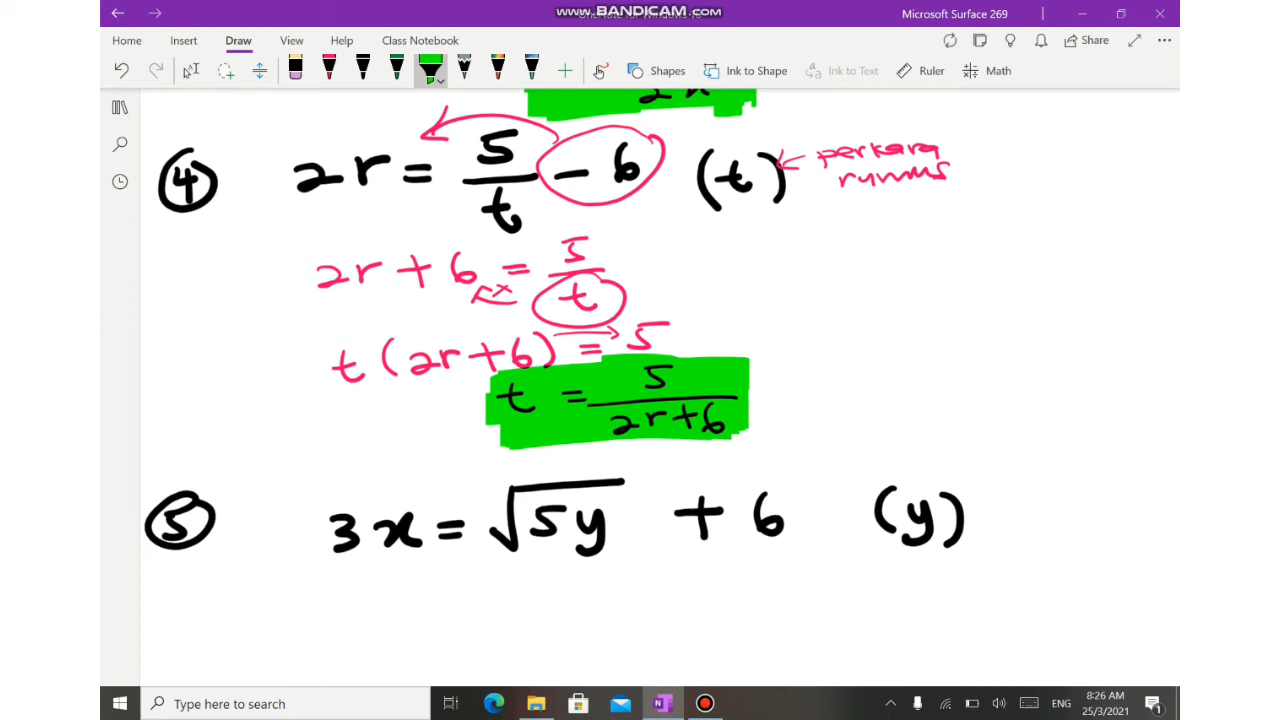 www.BANDICAM.com
Microsoft Surface 269
Home Insert Draw View Help Class Notebook
Share
Shapes Ink to Shape Ink to Text Ruler Math
④ 2r = 5/t - 6 (t) ← perkara
rumus
2r + 6 = 5/t
×
t(2r+6) = 5
t = 5/(2r+6)
⑤ 3x = √5y + 6 (y)
Type here to search
ENG
8:26 AM
25/3/2021
1